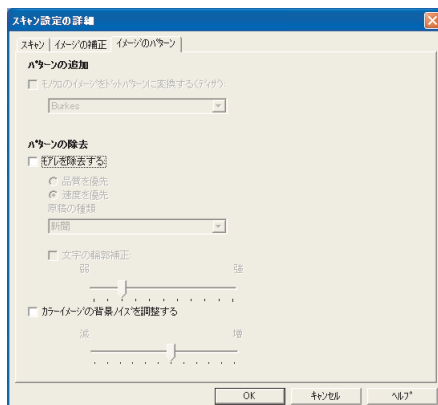 スキャン設定の詳細
スキャン イメージの補正 イメージのパターン
パターンの追加
モノクロのイメージをドットパターンに変換する(ディザ):
Burkes
パターンの除去
モアレを除去する:
品質を優先
速度を優先
原稿の種類
新聞
文字の輪郭補正:
弱 強
カラーイメージの背景ノイズを調整する
減 増
OK キャンセル ヘルプ